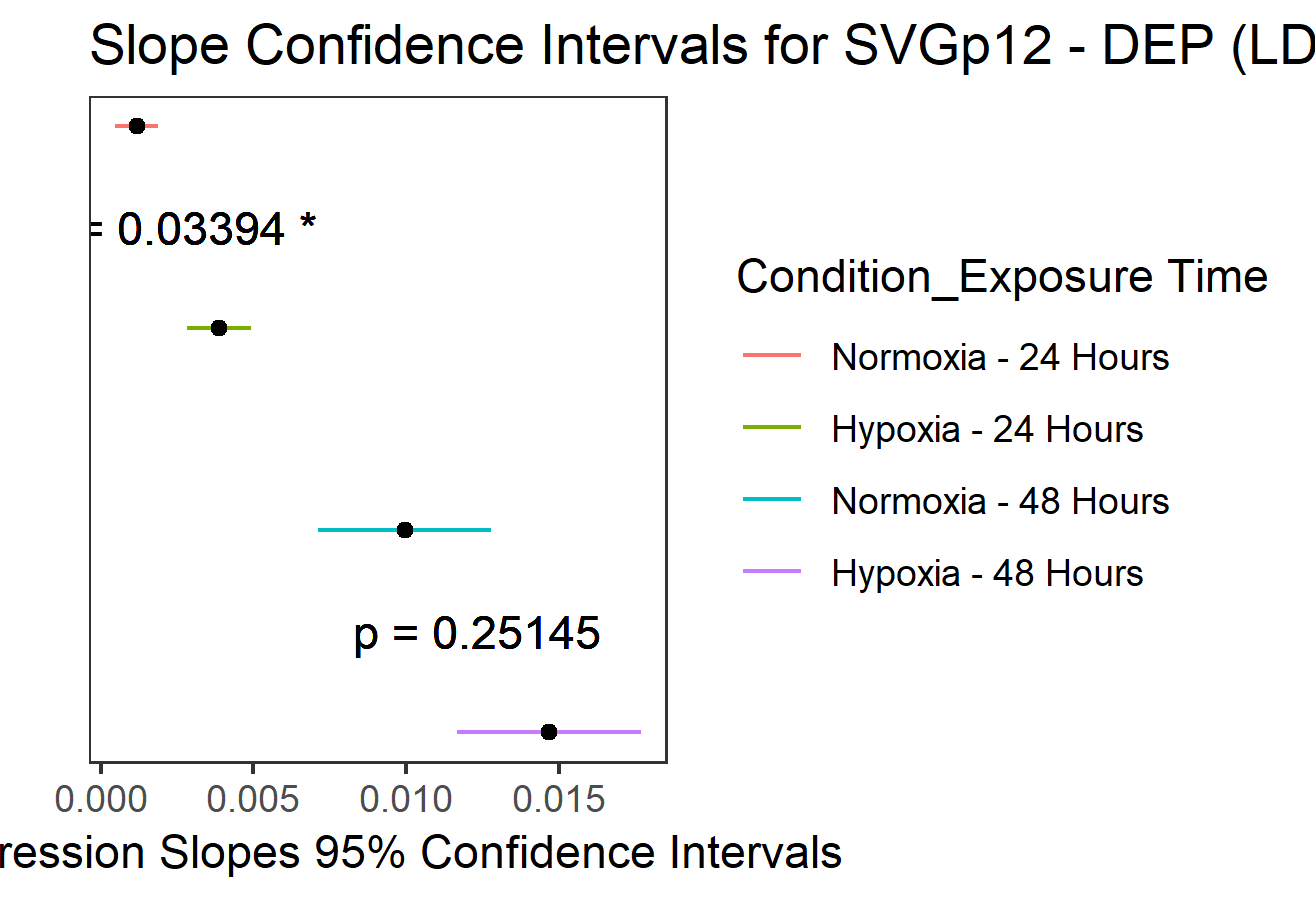 Slope Confidence Intervals for SVGp12 - DEP (LD
= 0.03394 *
p = 0.25145
0.000 0.005 0.010 0.015
ression Slopes 95% Confidence Intervals
Condition_Exposure Time
Normoxia - 24 Hours
Hypoxia - 24 Hours
Normoxia - 48 Hours
Hypoxia - 48 Hours